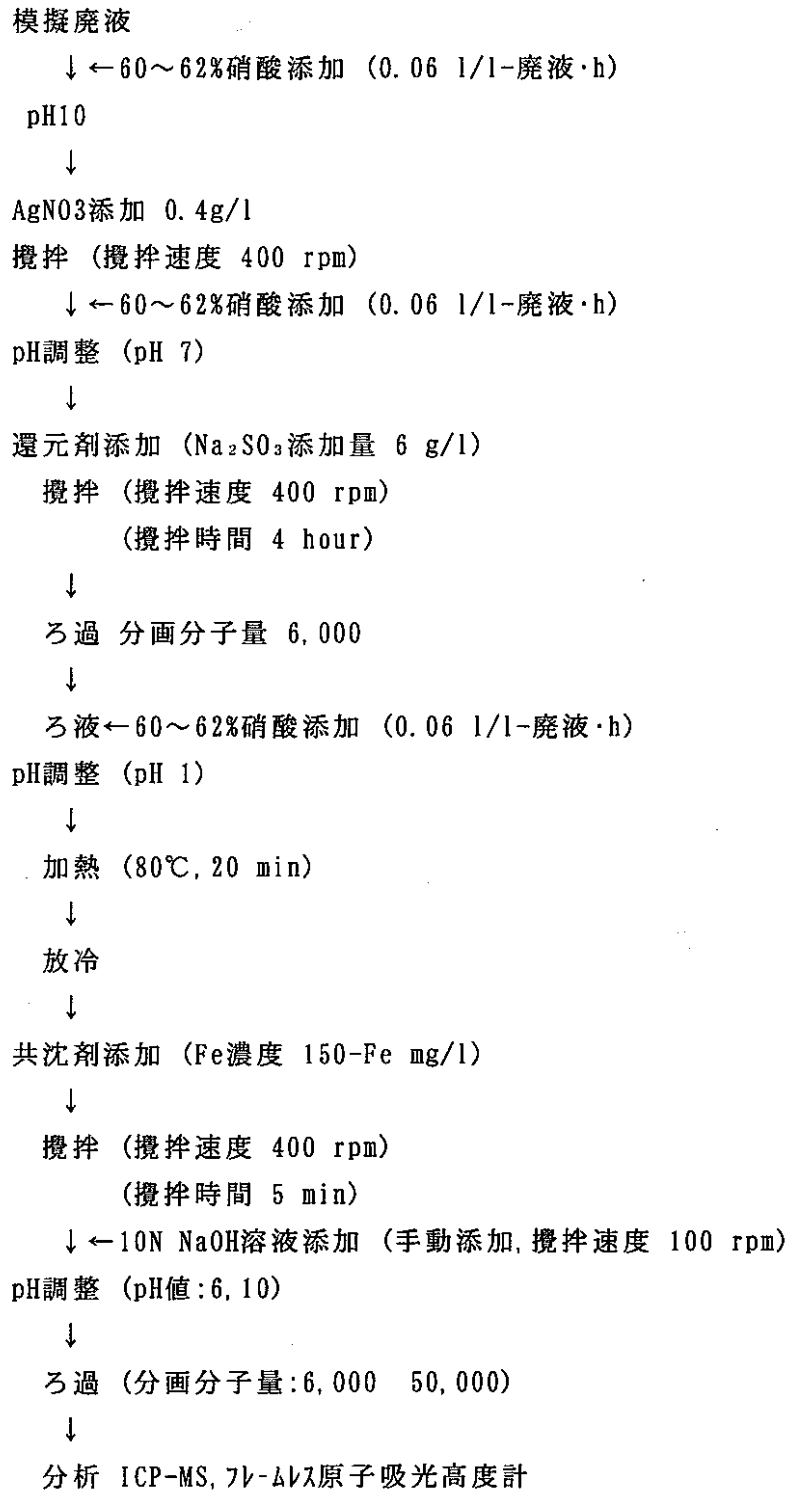 模擬廃液
↓←60～62%硝酸添加 (0.06 l/l-廃液·h)
pH10
↓
AgNO3添加 0.4g/l
攪拌 (攪拌速度 400 rpm)
↓←60～62%硝酸添加 (0.06 l/l-廃液·h)
pH調整 (pH 7)
↓
還元剤添加 (Na₂SO₃添加量 6 g/l)
攪拌 (攪拌速度 400 rpm)
(攪拌時間 4 hour)
↓
ろ過 分画分子量 6,000
↓
ろ液←60～62%硝酸添加 (0.06 l/l-廃液·h)
pH調整 (pH 1)
↓
加熱 (80℃,20 min)
↓
放冷
↓
共沈剤添加 (Fe濃度 150-Fe mg/l)
↓
攪拌 (攪拌速度 400 rpm)
(攪拌時間 5 min)
↓←10N NaOH溶液添加 (手動添加,攪拌速度 100 rpm)
pH調整 (pH値:6,10)
↓
ろ過 (分画分子量:6,000 50,000)
↓
分析 ICP-MS,ﾌﾚｰﾑﾚｽ原子吸光高度計